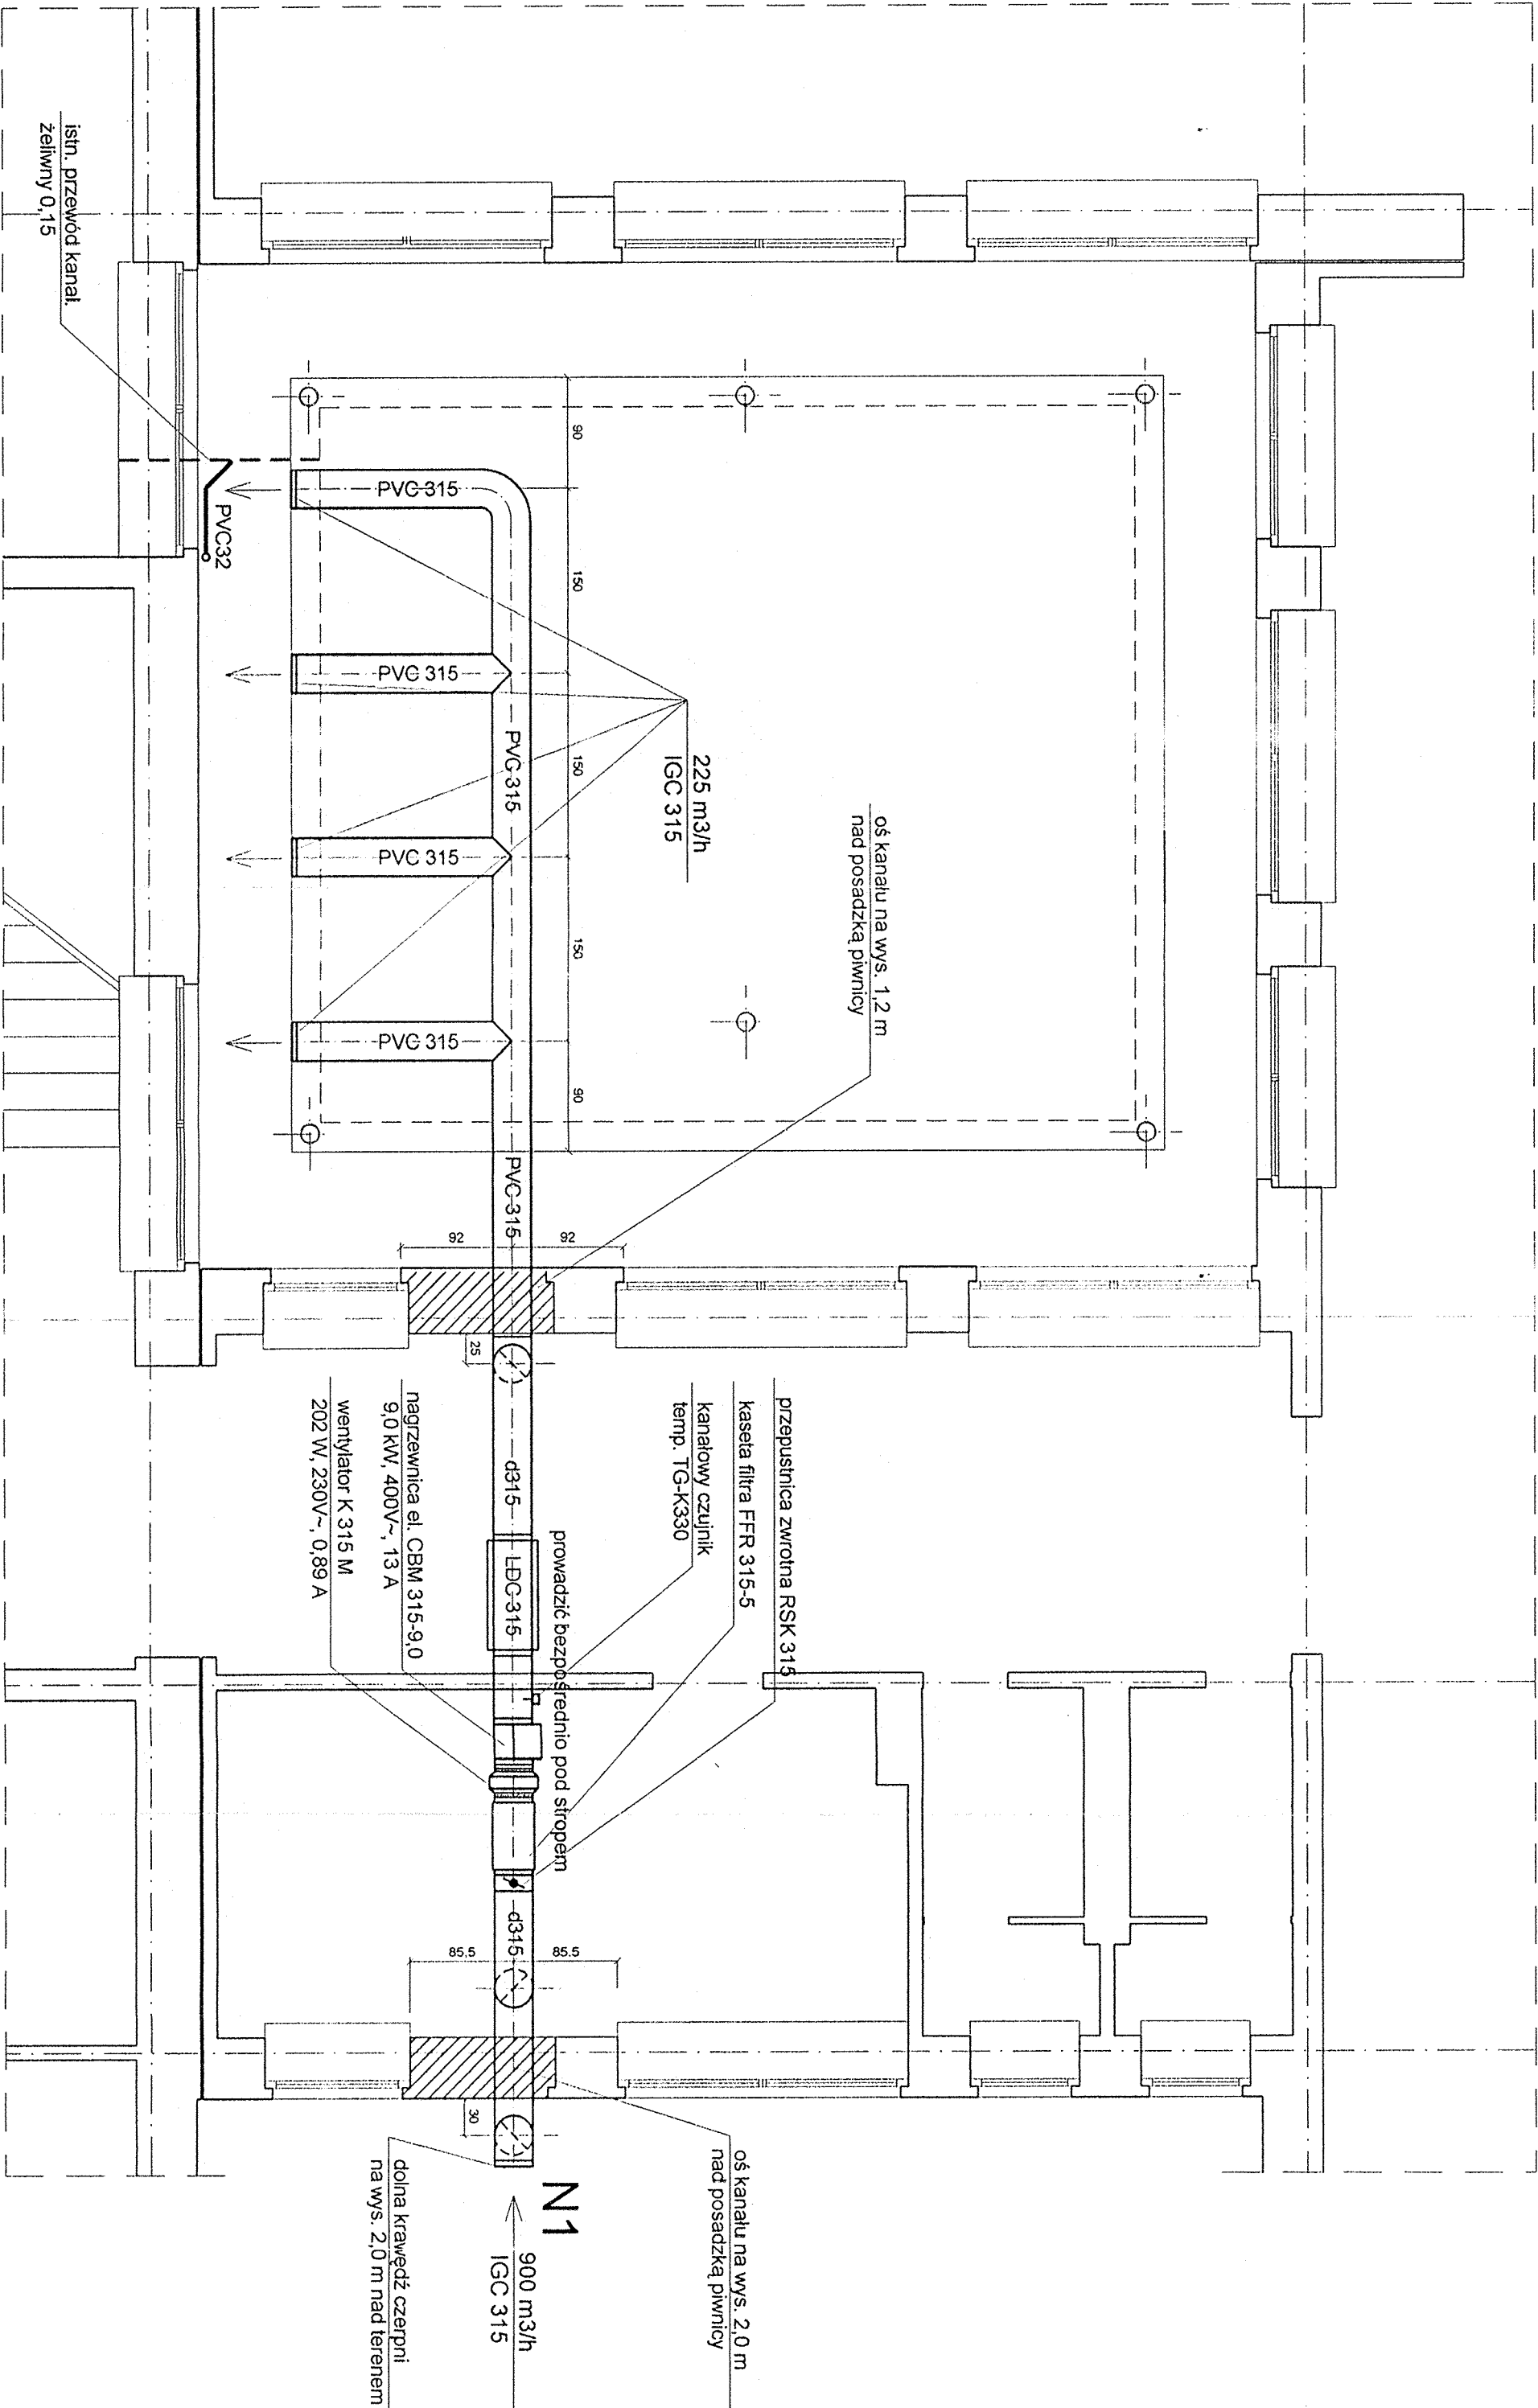 istn. przewód kanal.
żeliwny 0,15
PVC32
PVC 315
PVC 315
PVC 315
PVC 315
90
150
150
150
90
PVC 315
PVC 315
225 m3/h
IGC 315
oś kanału na wys. 1,2 m
nad posadzką piwnicy
92
92
25
d315
LDC 315
prowadzić bezpośrednio pod stropem
przepustnica zwrotna RSK 315
kaseta filtra FFR 315-5
kanałowy czujnik
temp. TG-K330
nagrzewnica el. CBM 315-9,0
9,0 kW, 400V~, 13 A
wentylator K 315 M
202 W, 230V~, 0,89 A
d315
85,5
85.5
30
oś kanału na wys. 2,0 m
nad posadzką piwnicy
N1
900 m3/h
IGC 315
dolna krawędź czerpni
na wys. 2,0 m nad terenem